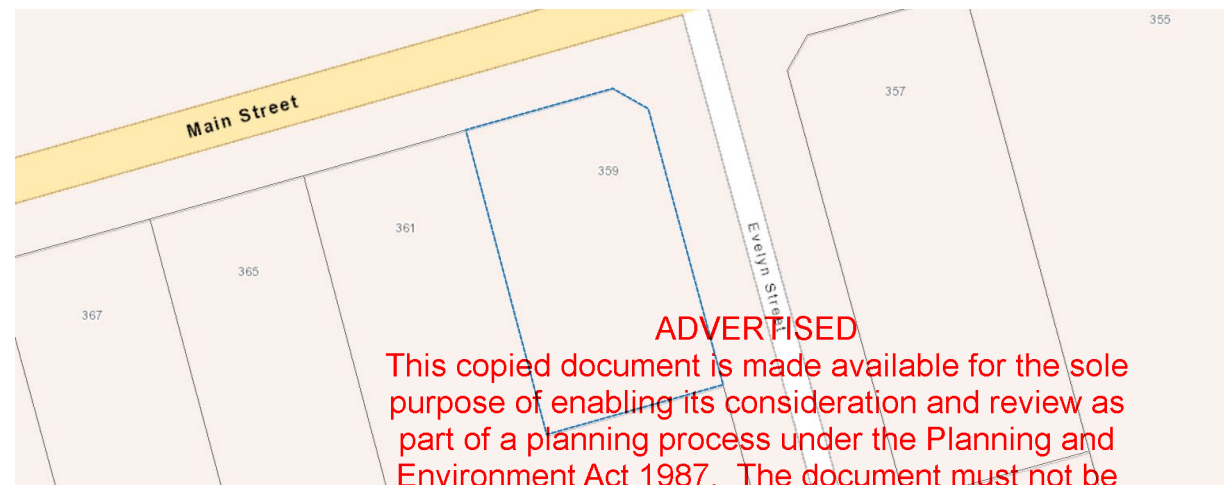 355
357
Main Street
359
361
Evelyn Street
365
367
ADVERTISED
This copied document is made available for the sole
purpose of enabling its consideration and review as
part of a planning process under the Planning and
Environment Act 1987. The document must not be